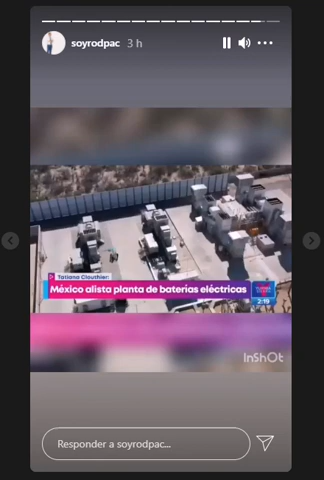 soyrodpac 3 h
Tatiana Clouthier:
México alista planta de baterías eléctricas
2:19
InShOt
Responder a soyrodpac...